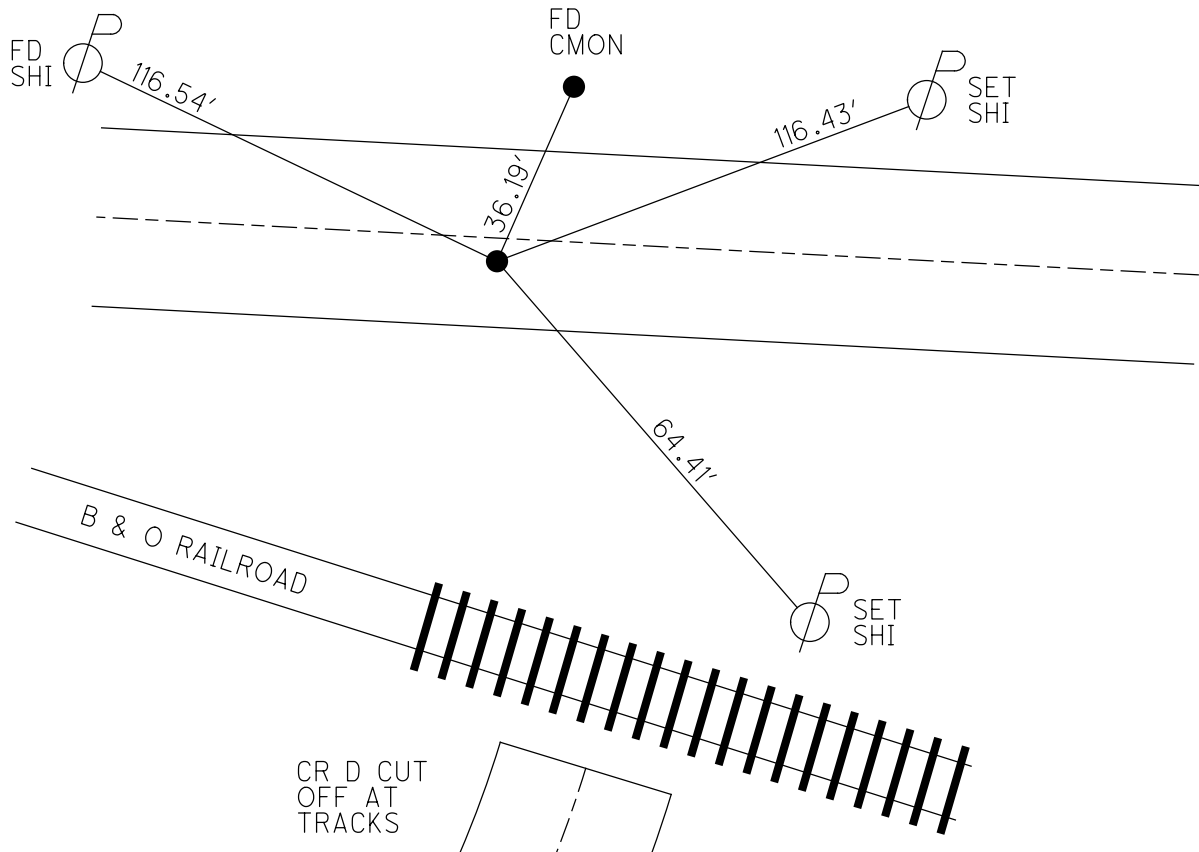 FD
CMON
FD
SHI
116.54'
36.19'
116.43'
SET
SHI
64.41'
B & O RAILROAD
SET
SHI
CR D CUT
OFF AT
TRACKS